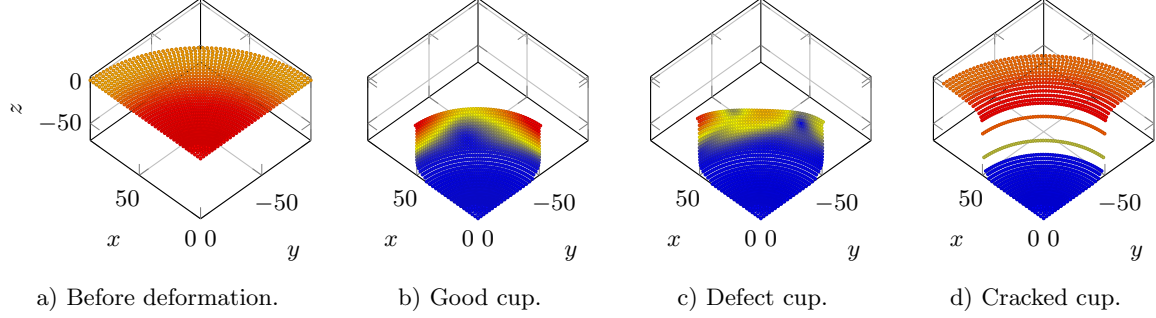 0
z
−50
50
−50
x
0 0
y
50
−50
x
0 0
y
50
−50
x
0 0
y
50
−50
x
0 0
y
a) Before deformation.
b) Good cup.
c) Defect cup.
d) Cracked cup.